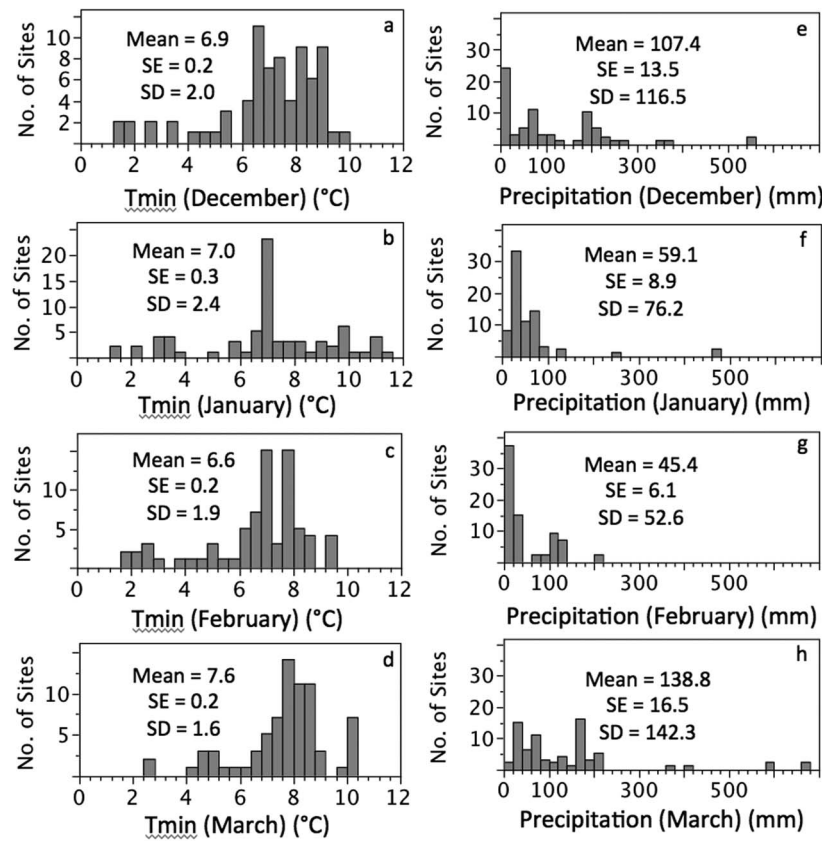 a
Mean = 6.9
SE = 0.2
SD = 2.0
No. of Sites
10
8
6
4
2
0 2 4 6 8 10 12
Tmin (December) (°C)
e
Mean = 107.4
SE = 13.5
SD = 116.5
No. of Sites
30
20
10
0 100 300 500
Precipitation (December) (mm)
b
Mean = 7.0
SE = 0.3
SD = 2.4
No. of Sites
20
15
10
5
0 2 4 6 8 10 12
Tmin (January) (°C)
f
Mean = 59.1
SE = 8.9
SD = 76.2
No. of Sites
30
20
10
0 100 300 500
Precipitation (January) (mm)
c
Mean = 6.6
SE = 0.2
SD = 1.9
No. of Sites
10
5
0 2 4 6 8 10 12
Tmin (February) (°C)
g
Mean = 45.4
SE = 6.1
SD = 52.6
No. of Sites
30
20
10
0 100 300 500
Precipitation (February) (mm)
d
Mean = 7.6
SE = 0.2
SD = 1.6
No. of Sites
10
5
0 2 4 6 8 10 12
Tmin (March) (°C)
h
Mean = 138.8
SE = 16.5
SD = 142.3
No. of Sites
30
20
10
0 100 300 500
Precipitation (March) (mm)